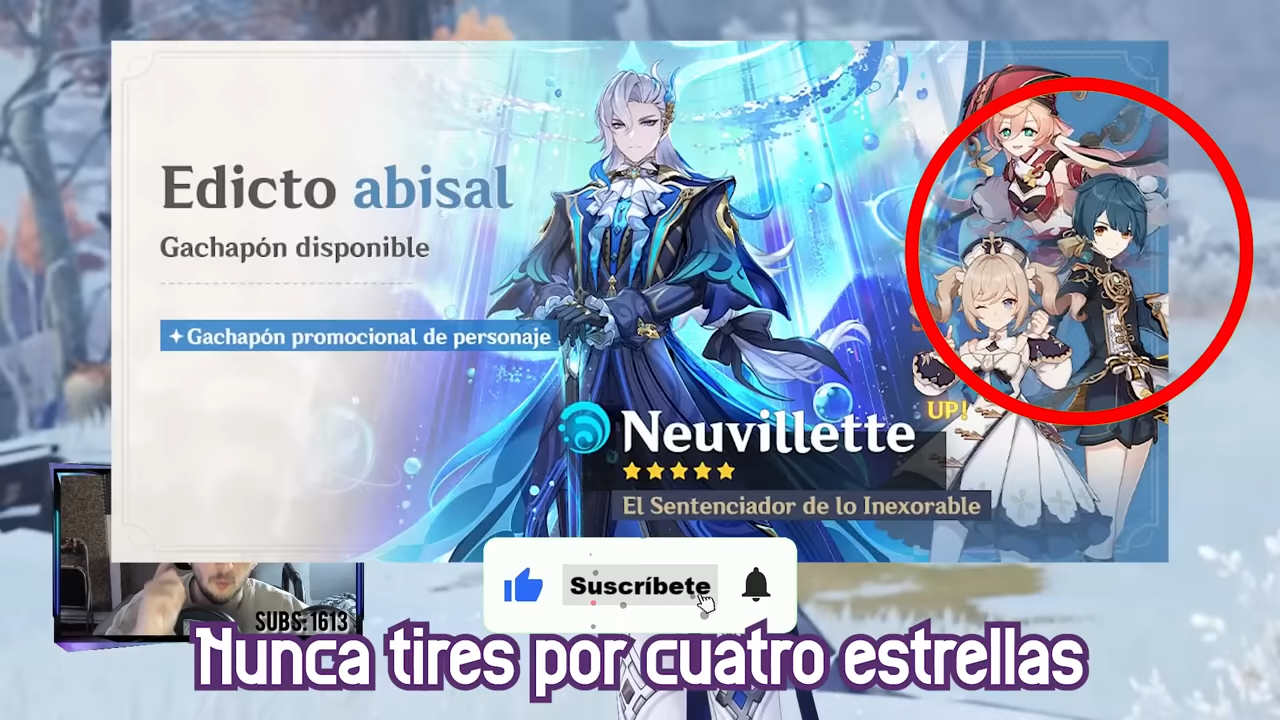 Edicto abisal
Gachapón disponible
Gachapón promocional de personaje
UP!
Neuvillette
El Sentenciador de lo Inexorable
Suscríbete
SUBS: 1613
Nunca tires por cuatro estrellas